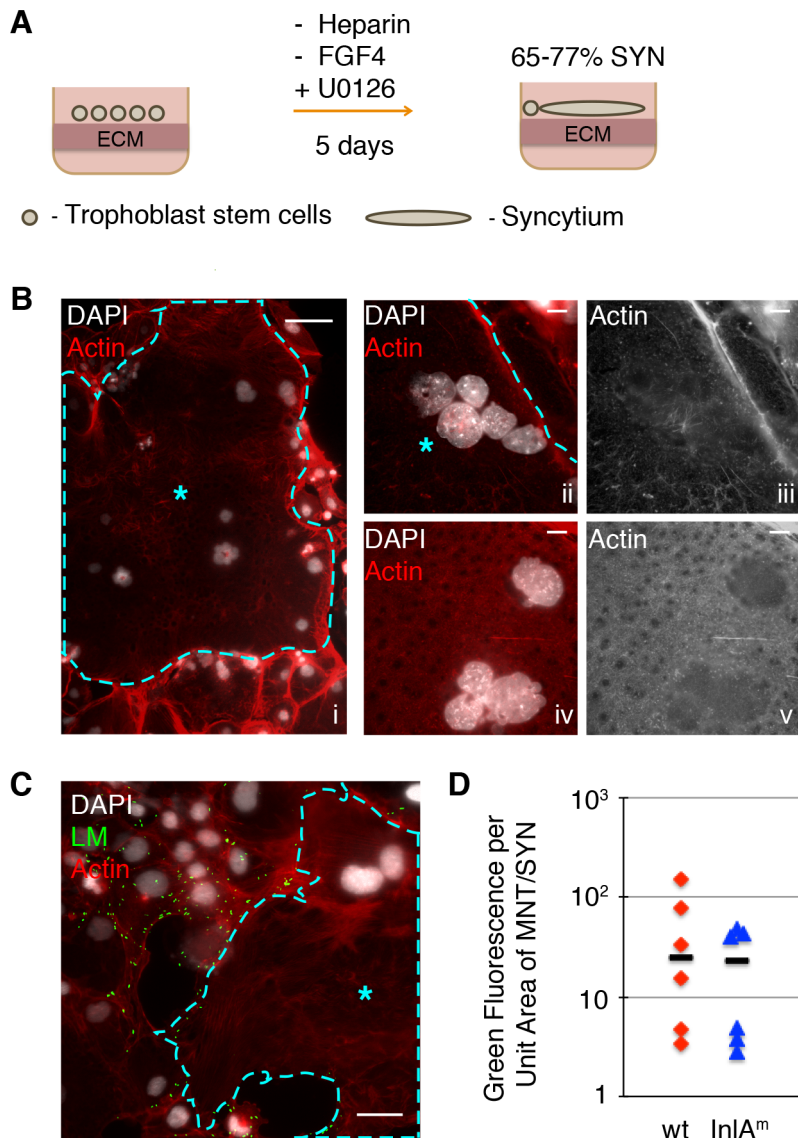 A
- Heparin
- FGF4
+ U0126
5 days
65-77% SYN
ECM
ECM
- Trophoblast stem cells
- Syncytium
B
DAPI
Actin
i
DAPI
Actin
ii
Actin
iii
DAPI
Actin
iv
Actin
v
C
DAPI
LM
Actin
D
Green Fluorescence per
Unit Area of MNT/SYN
10³
10²
10
1
wt
InlAᵐ